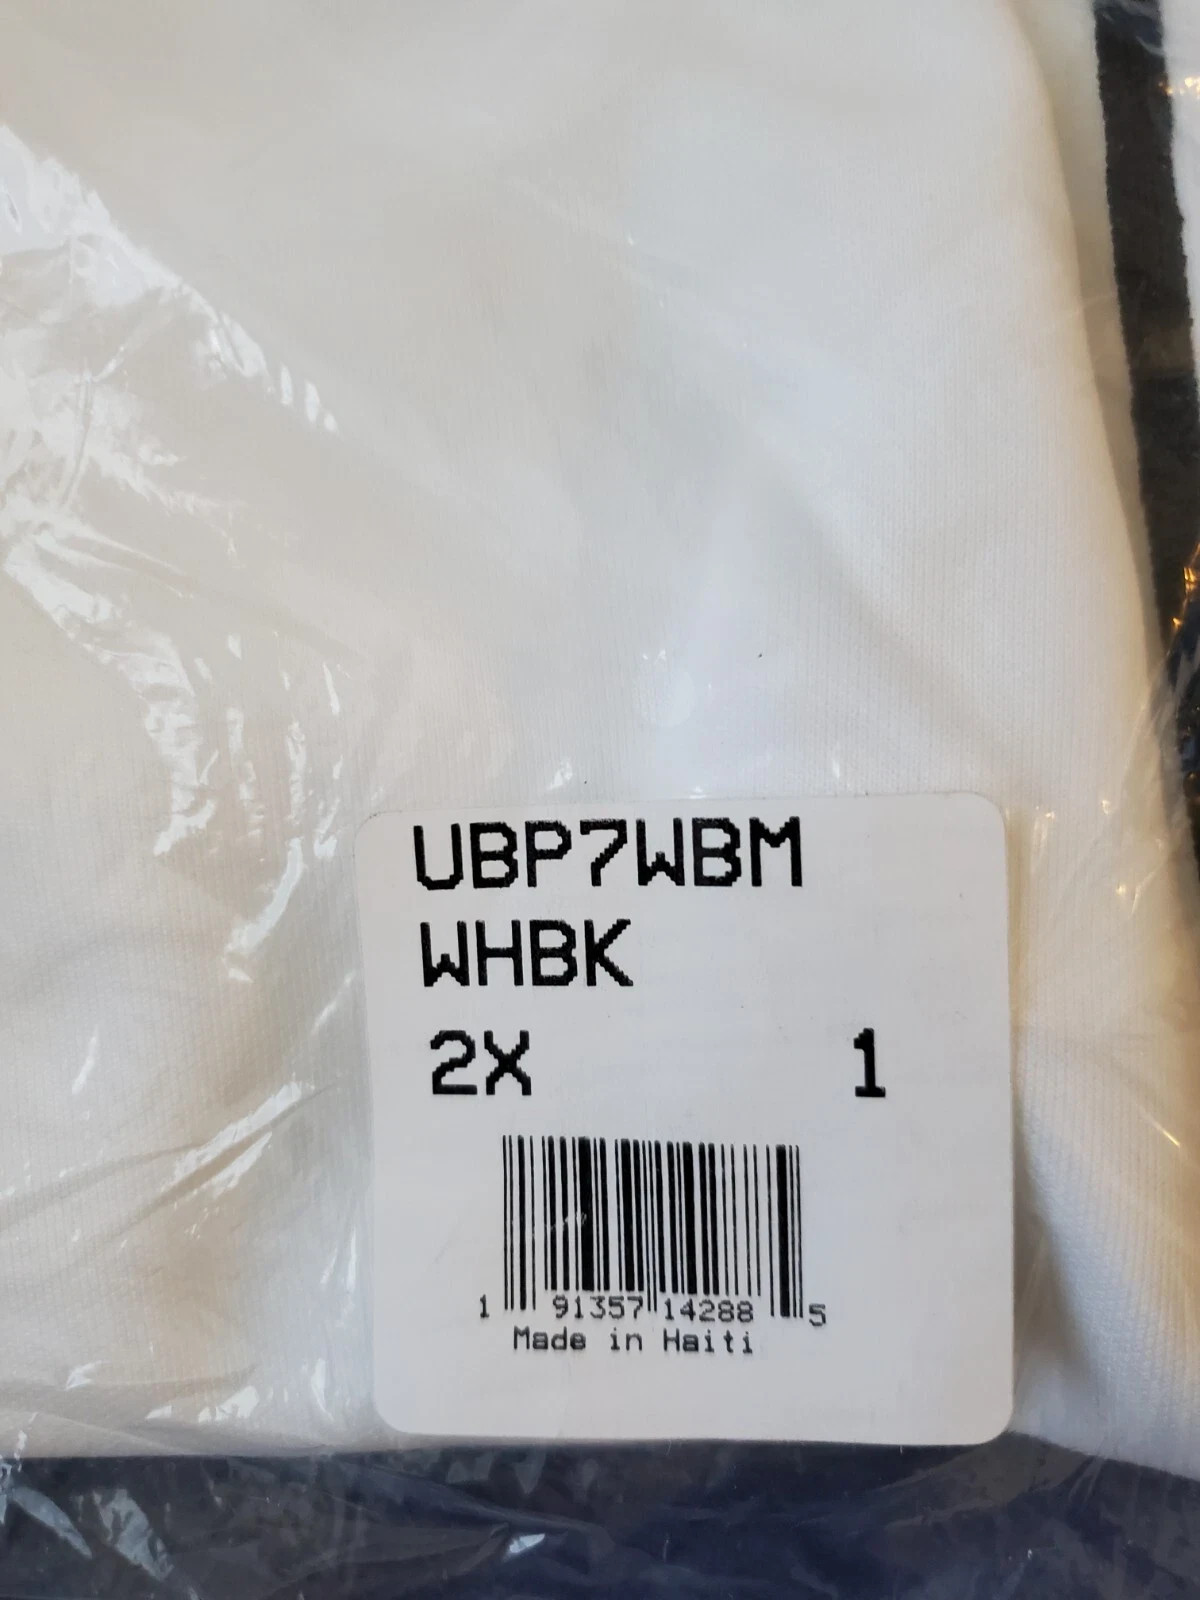 UBP7WBM
WHBK
2X 1
1 91357 14288 5
Made in Haiti